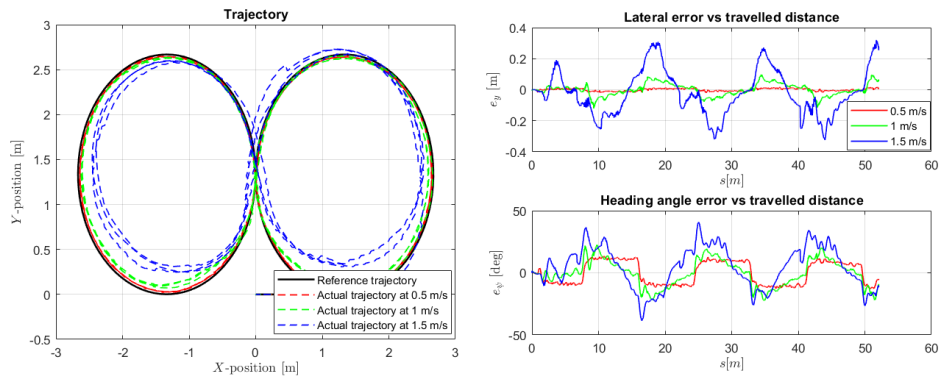 Trajectory
3
2.5
2
1.5
1
0.5
0
-0.5
Y-position [m]
-3
-2
-1
0
1
2
3
X-position [m]
Reference trajectory
Actual trajectory at 0.5 m/s
Actual trajectory at 1 m/s
Actual trajectory at 1.5 m/s
Lateral error vs travelled distance
0.4
0.2
0
-0.2
-0.4
e_y [m]
0
10
20
30
40
50
60
s[m]
0.5 m/s
1 m/s
1.5 m/s
Heading angle error vs travelled distance
50
0
-50
e_ψ [deg]
0
10
20
30
40
50
60
s[m]